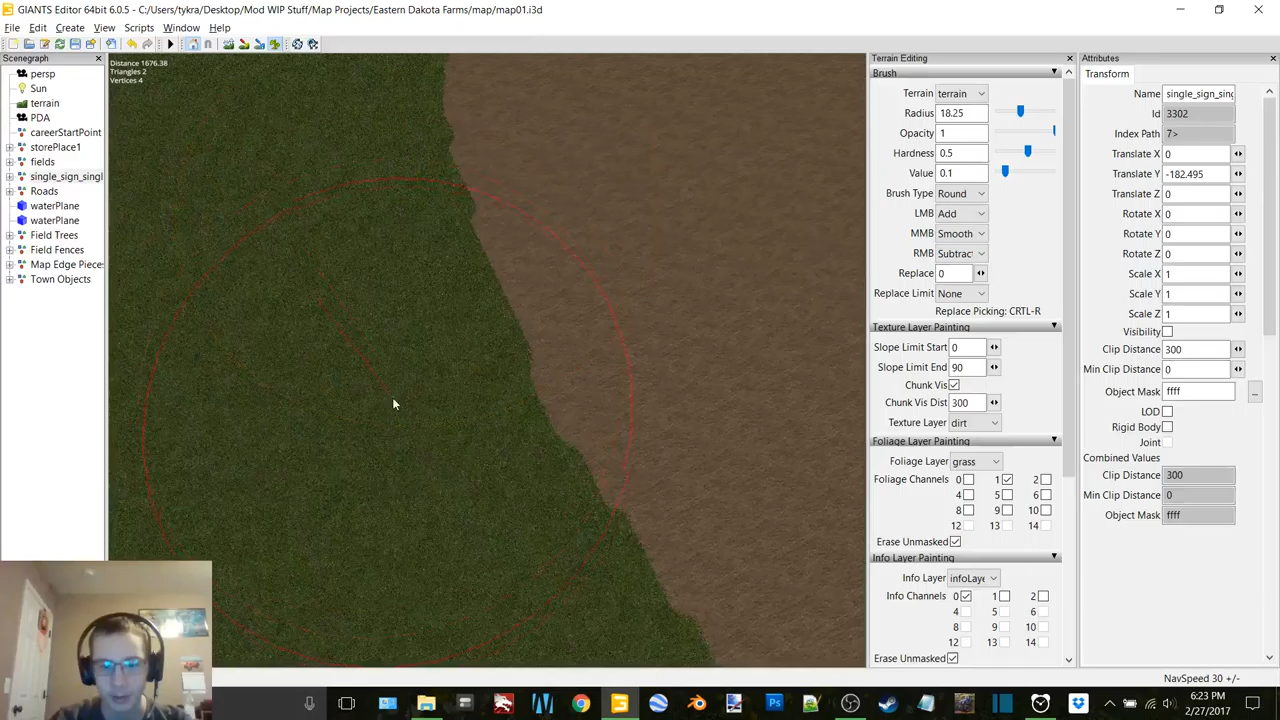 GIANTS Editor 64bit 6.0.5 - C:/Users/tykra/Desktop/Mod WIP Stuff/Map Projects/Eastern Dakota Farms/map/map01.i3d
File Edit Create View Scripts Window Help
Scenegraph
persp
Sun
terrain
PDA
careerStartPoint
storePlace1
fields
single_sign_singl
Roads
waterPlane
waterPlane
Field Trees
Field Fences
Map Edge Piece
Town Objects
Distance 1676.38
Triangles 2
Vertices 4
Terrain Editing
Brush
Terrain terrain
Radius 18.25
Opacity 1
Hardness 0.5
Value 0.1
Brush Type Round
LMB Add
MMB Smooth
RMB Subtract
Replace 0
Replace Limit None
Replace Picking: CRTL-R
Texture Layer Painting
Slope Limit Start 0
Slope Limit End 90
Chunk Vis
Chunk Vis Dist 300
Texture Layer dirt
Foliage Layer Painting
Foliage Layer grass
Foliage Channels 0 1 2
4 5 6
8 9 10
12 13 14
Erase Unmasked
Info Layer Painting
Info Layer infoLaye
Info Channels 0 1 2
4 5 6
8 9 10
12 13 14
Erase Unmasked
Attributes
Transform
Name single_sign_sing
Id 3302
Index Path 7>
Translate X 0
Translate Y -182.495
Translate Z 0
Rotate X 0
Rotate Y 0
Rotate Z 0
Scale X 1
Scale Y 1
Scale Z 1
Visibility
Clip Distance 300
Min Clip Distance 0
Object Mask ffff
...
LOD
Rigid Body
Joint
Combined Values
Clip Distance 300
Min Clip Distance 0
Object Mask ffff
NavSpeed 30 +/-
6:23 PM
2/27/2017